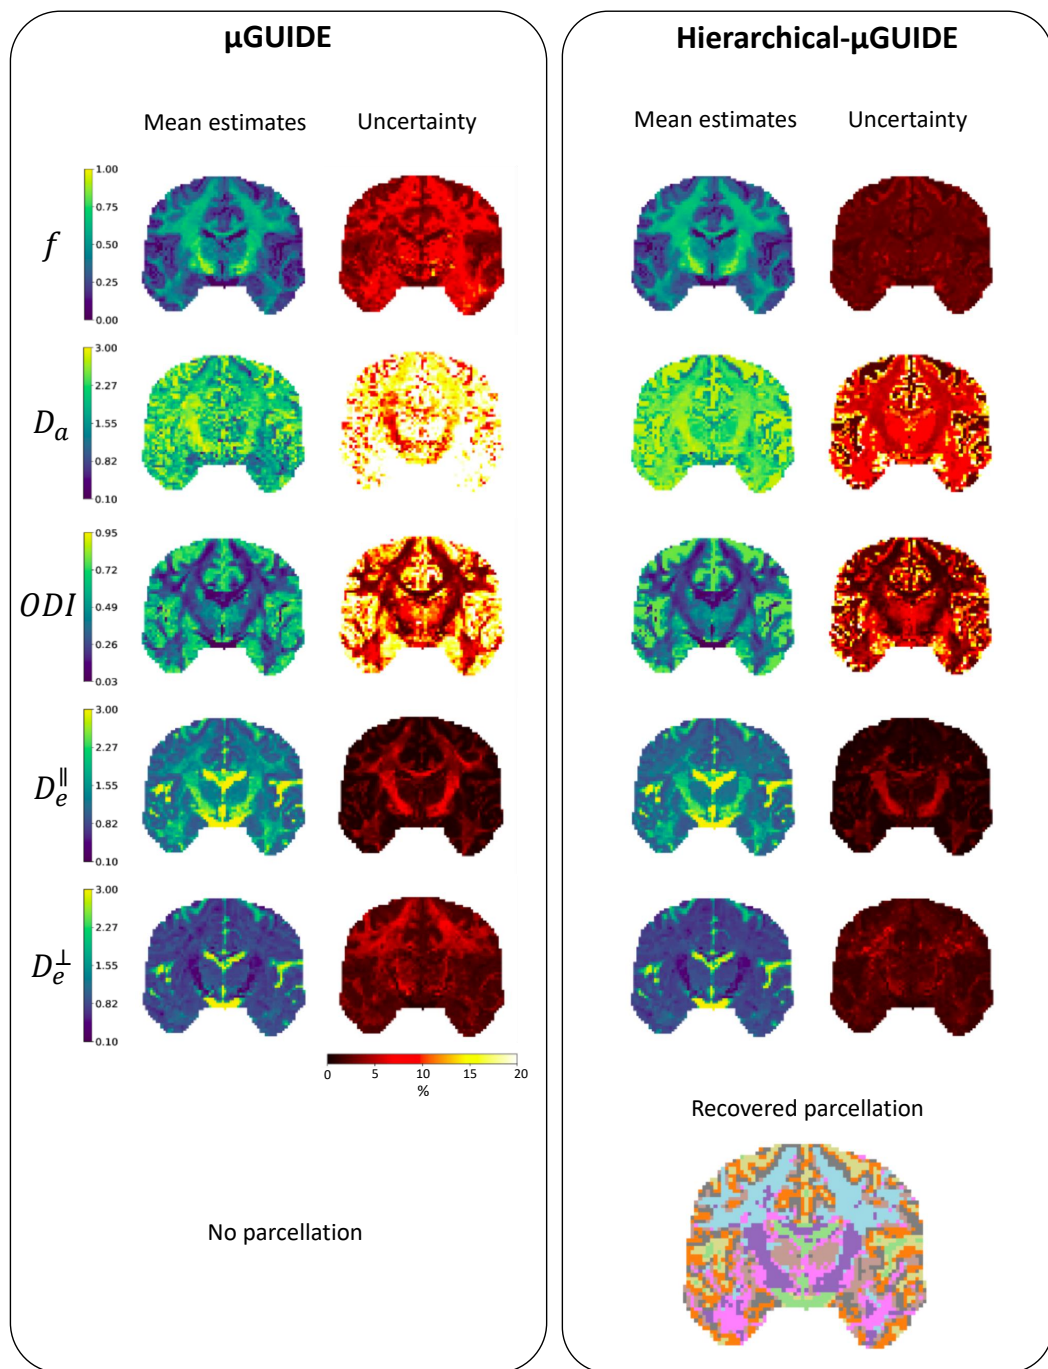 µGUIDE
Hierarchical-µGUIDE
Mean estimates
Uncertainty
Mean estimates
Uncertainty
f
1.00
0.75
0.50
0.25
0.00
D_a
3.00
2.27
1.55
0.82
0.10
ODI
0.95
0.72
0.49
0.26
0.03
D_e^∥
3.00
2.27
1.55
0.82
0.10
D_e^⊥
3.00
2.27
1.55
0.82
0.10
0 5 10 15 20
%
No parcellation
Recovered parcellation